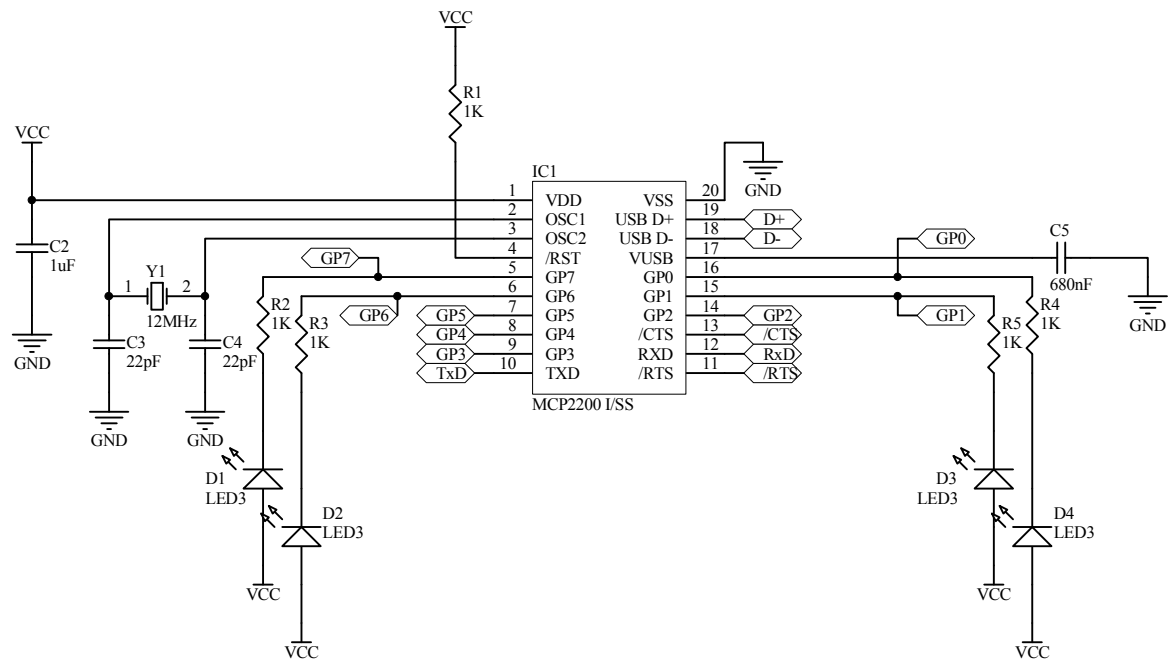 VCC
R1
1K
VCC
IC1
GND
1 VDD VSS 20
2 OSC1 USB D+ 19 D+
3 OSC2 USB D- 18 D-
4 /RST VUSB 17
5 GP7 GP0 16
6 GP6 GP1 15
7 GP5 GP2 14 GP2
8 GP4 /CTS 13 /CTS
9 GP3 RXD 12 RxD
10 TXD /RTS 11 /RTS
MCP2200 I/SS
C2
1uF
GND
1 Y1 2
12MHz
C3
22pF
C4
22pF
GND
GND
GP7
GP6
GP5
GP4
GP3
TxD
R2
1K
R3
1K
D1
LED3
D2
LED3
VCC
VCC
GP0
GP1
C5
680nF
GND
R4
1K
R5
1K
D3
LED3
D4
LED3
VCC
VCC